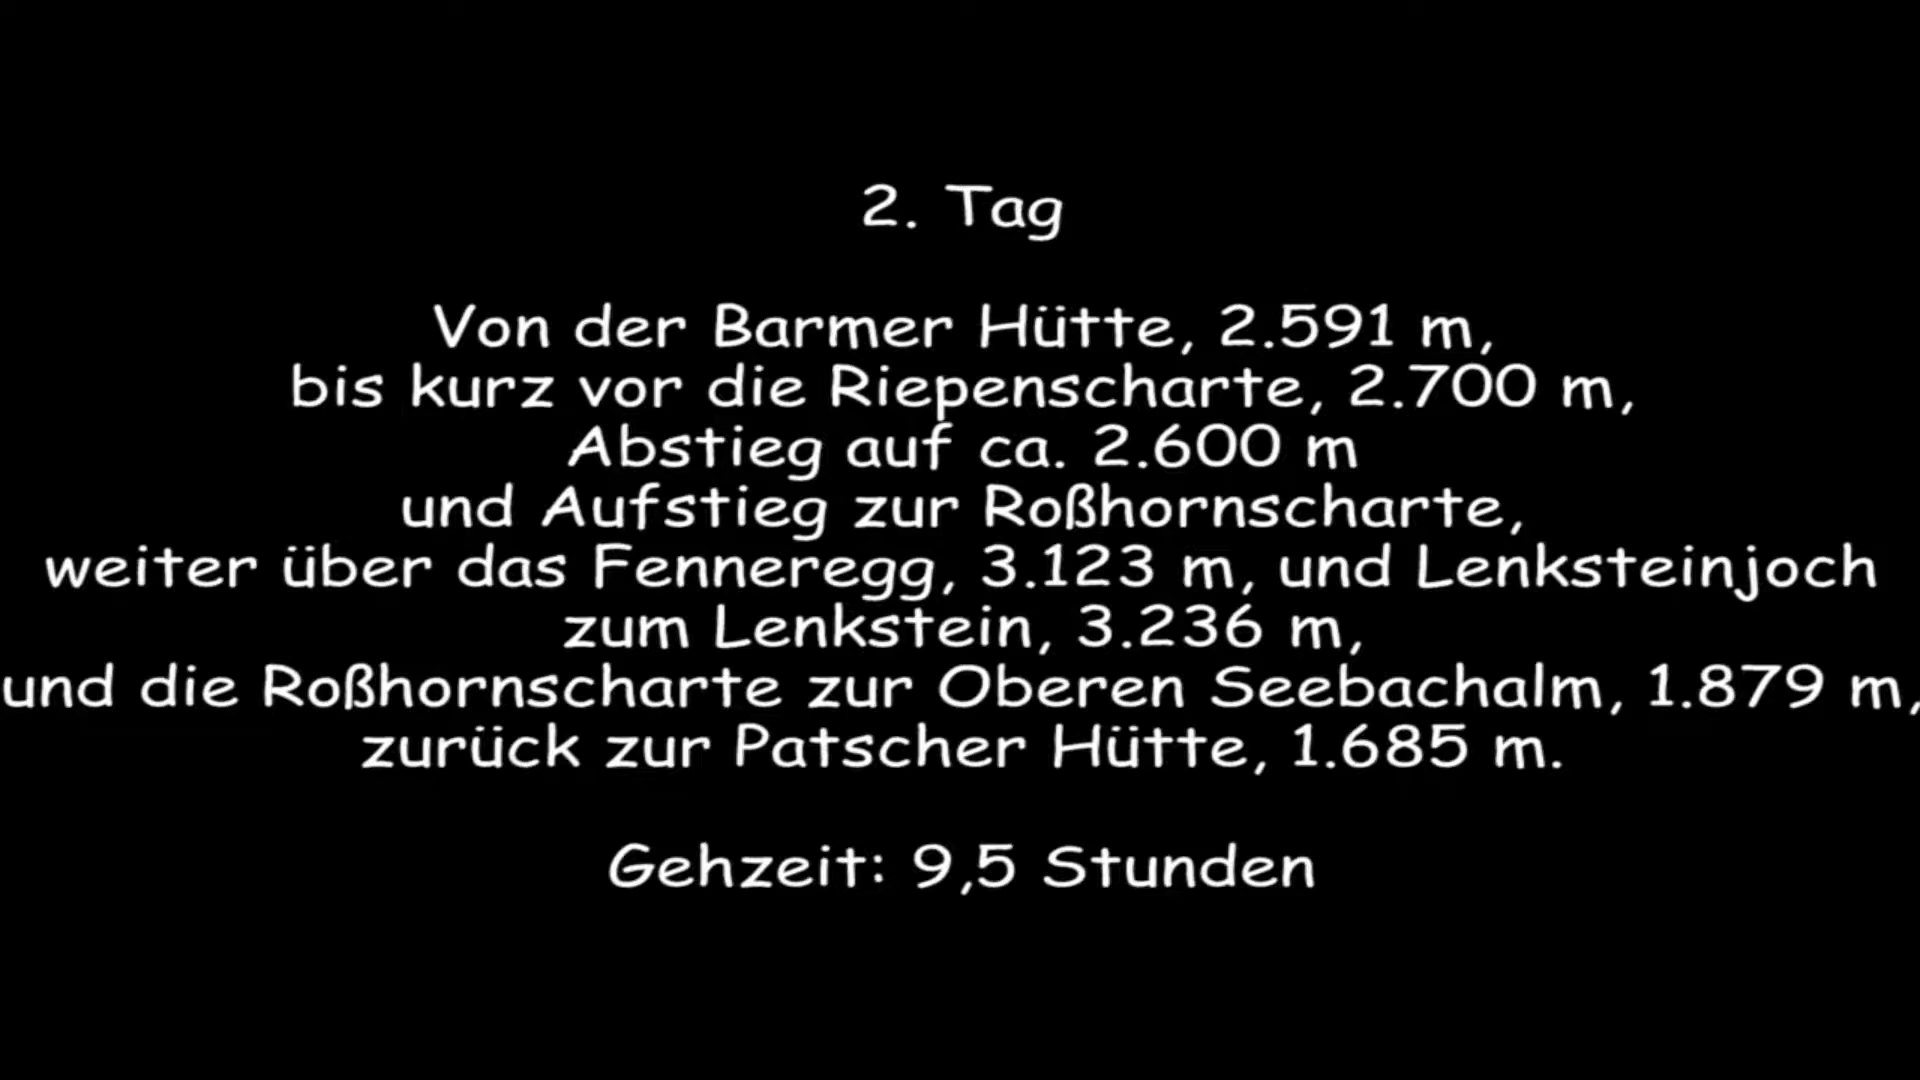 2. Tag
Von der Barmer Hütte, 2.591 m,
bis kurz vor die Riepenscharte, 2.700 m,
Abstieg auf ca. 2.600 m
und Aufstieg zur Roßhornscharte,
weiter über das Fenneregg, 3.123 m, und Lenksteinjoch
zum Lenkstein, 3.236 m,
und die Roßhornscharte zur Oberen Seebachalm, 1.879 m,
zurück zur Patscher Hütte, 1.685 m.
Gehzeit: 9,5 Stunden